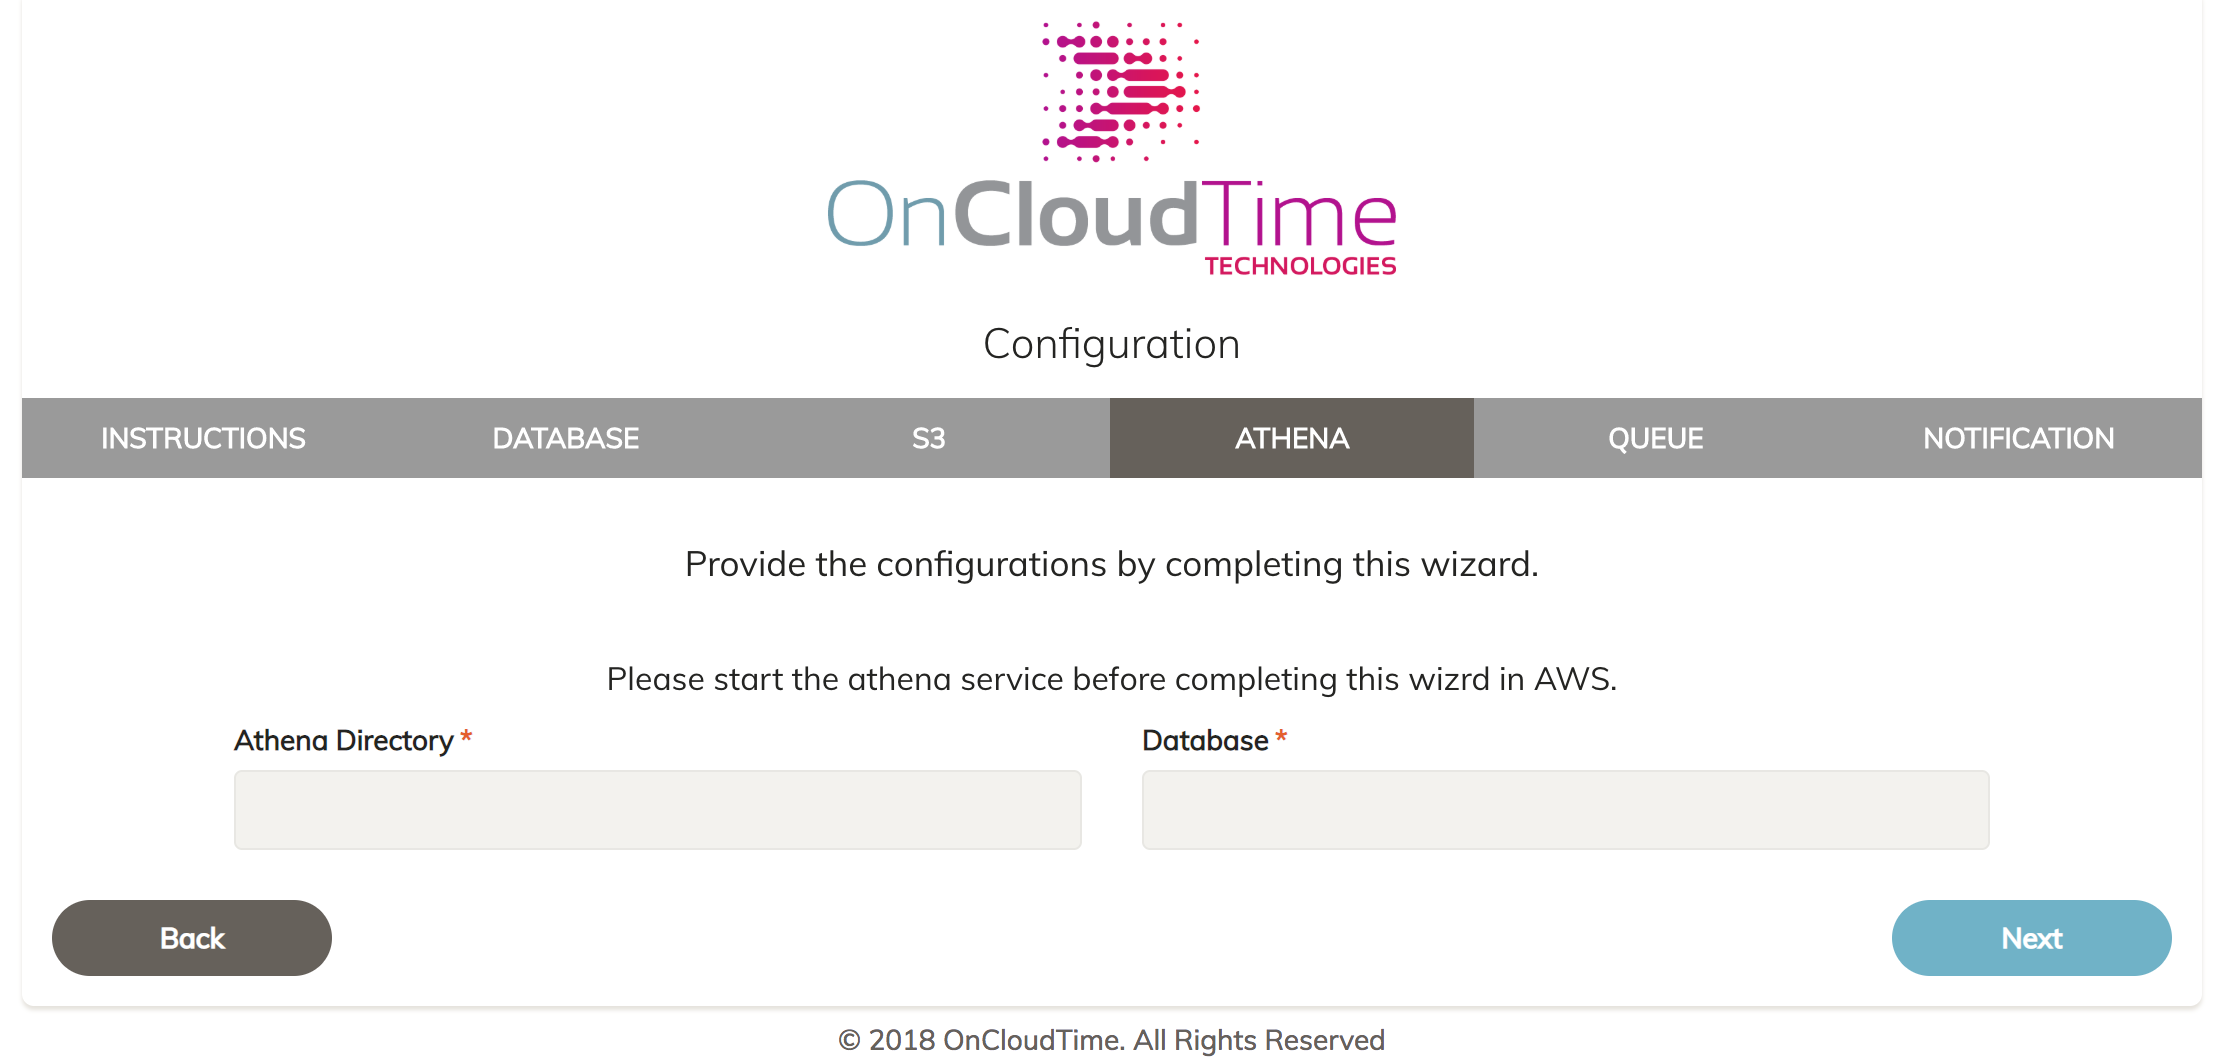 OnCloudTime
TECHNOLOGIES
Configuration
INSTRUCTIONS DATABASE S3 ATHENA QUEUE NOTIFICATION
Provide the configurations by completing this wizard.
Please start the athena service before completing this wizrd in AWS.
Athena Directory * Database *
Back Next
© 2018 OnCloudTime. All Rights Reserved